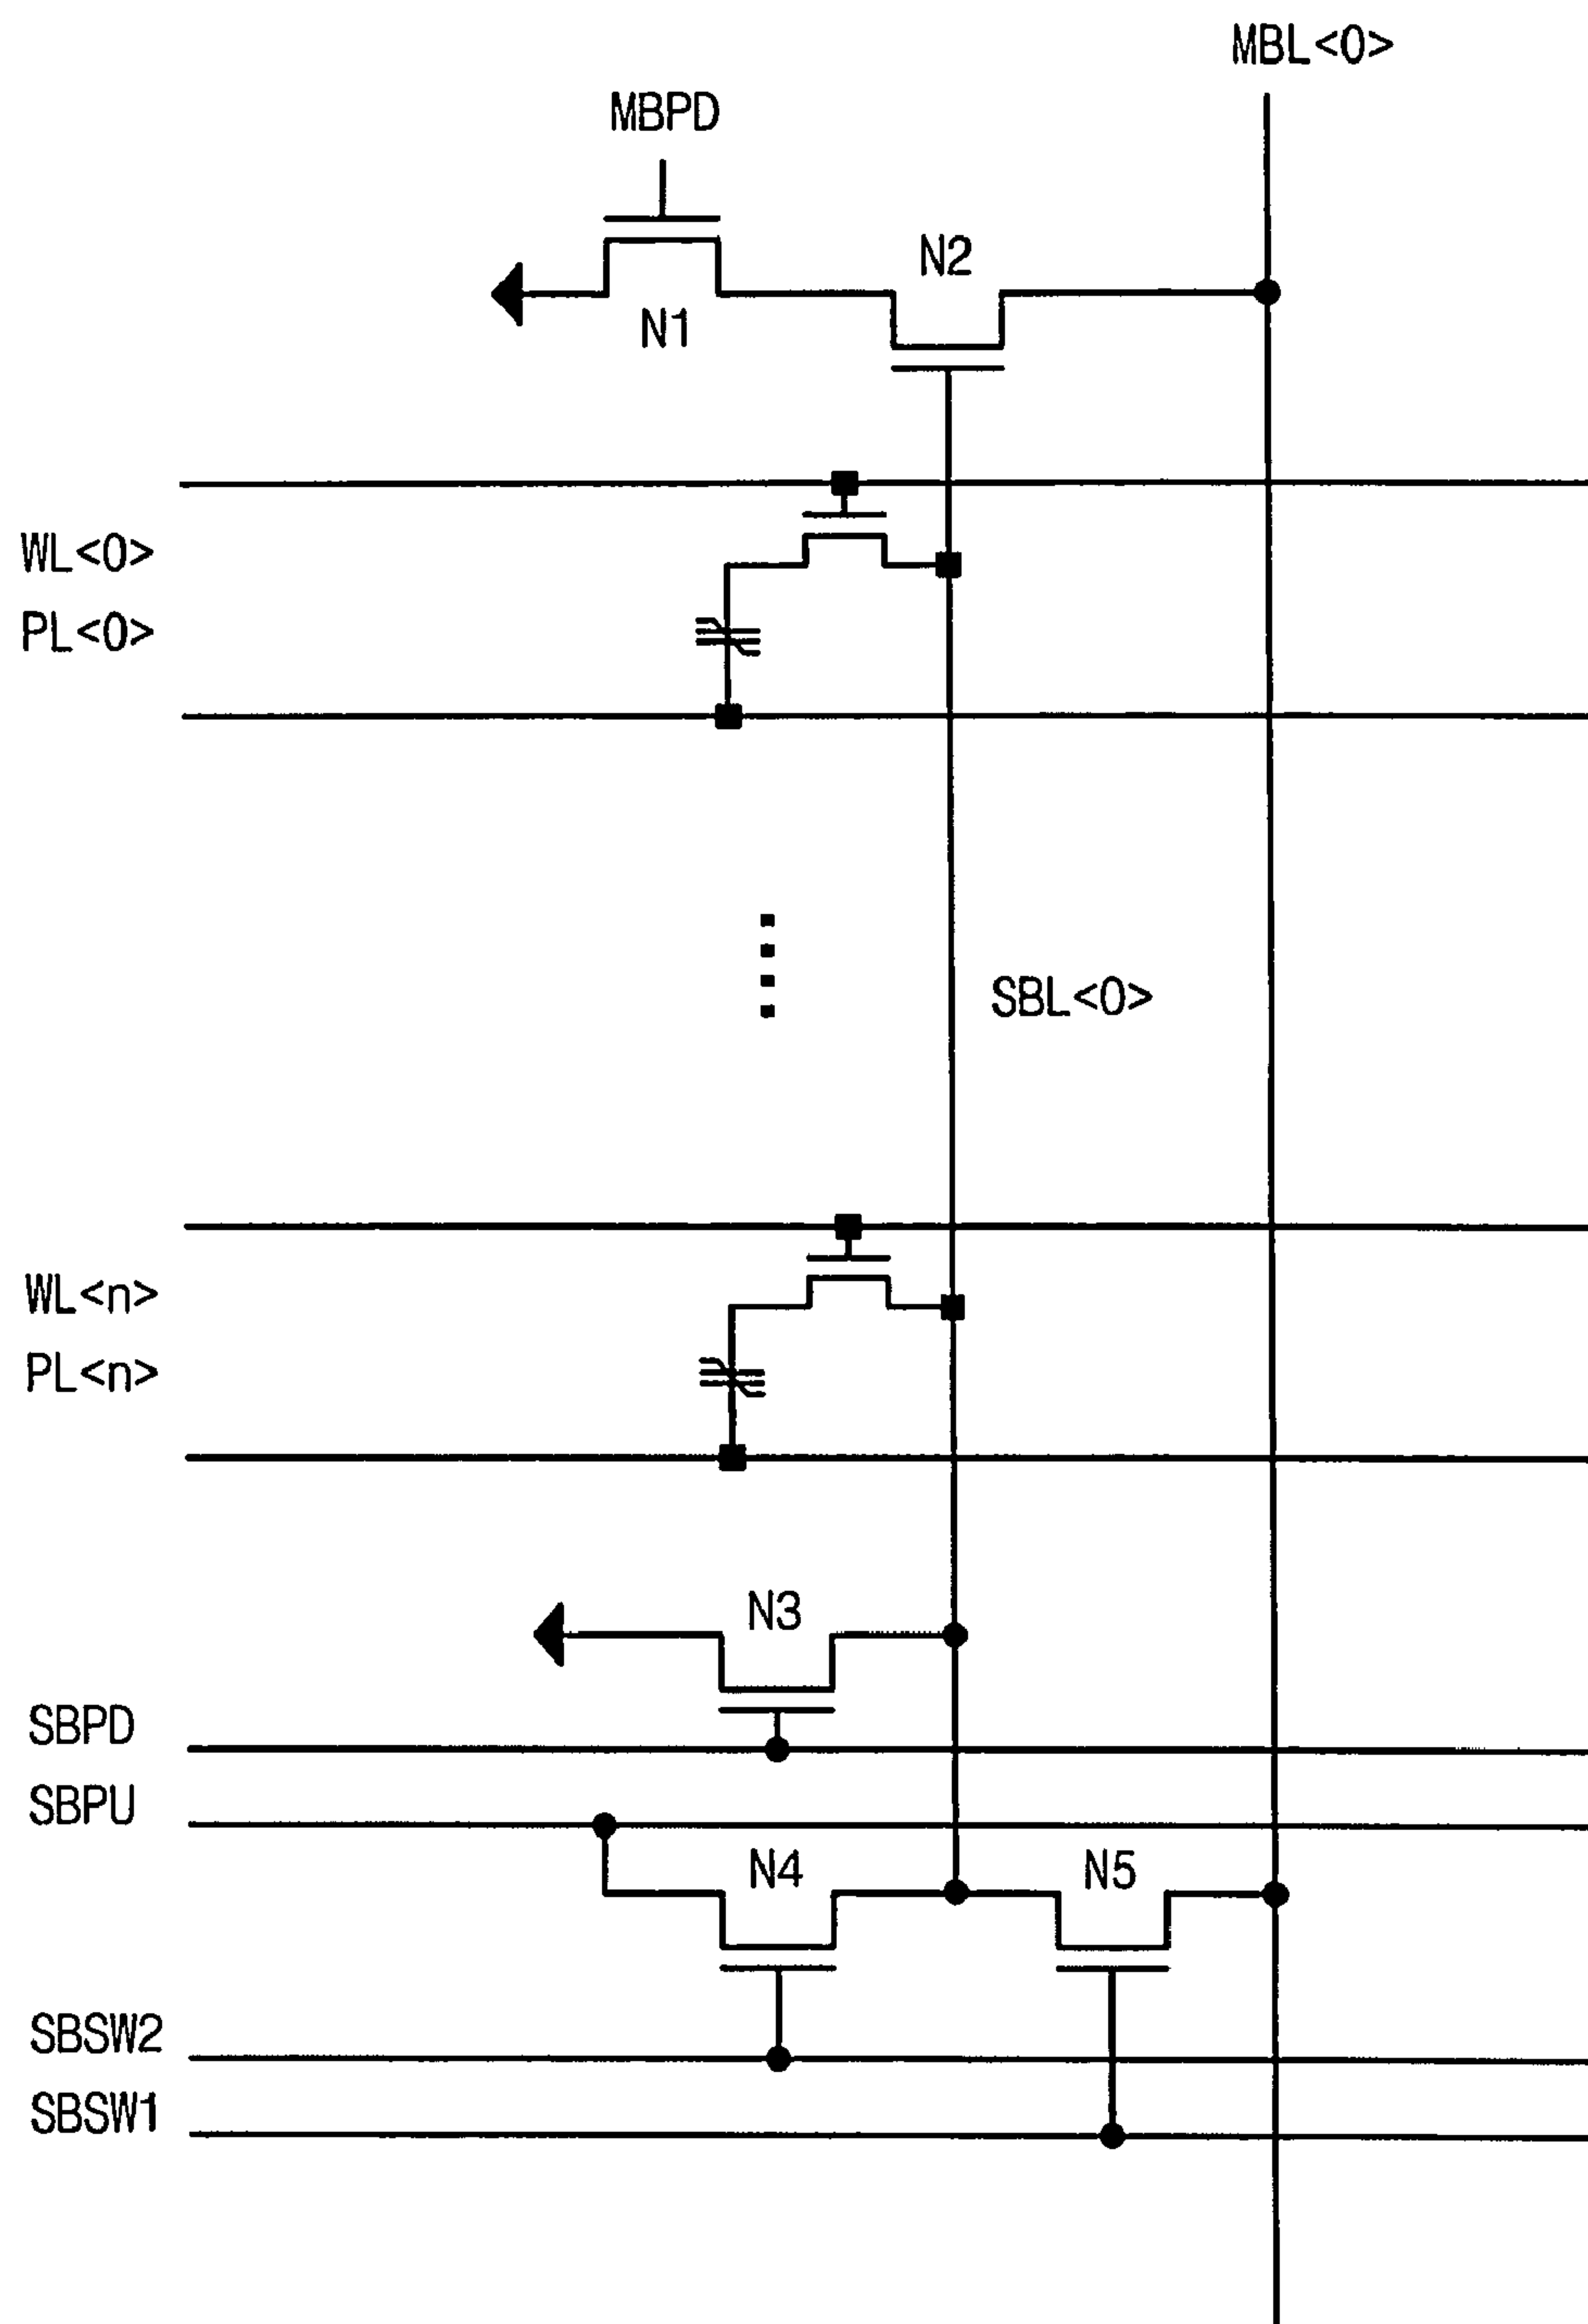 MBL<0>
MBPD
N2
N1
WL<0>
PL<0>
SBL<0>
WL<n>
PL<n>
N3
SBPD
SBPU
N4
N5
SBSW2
SBSW1